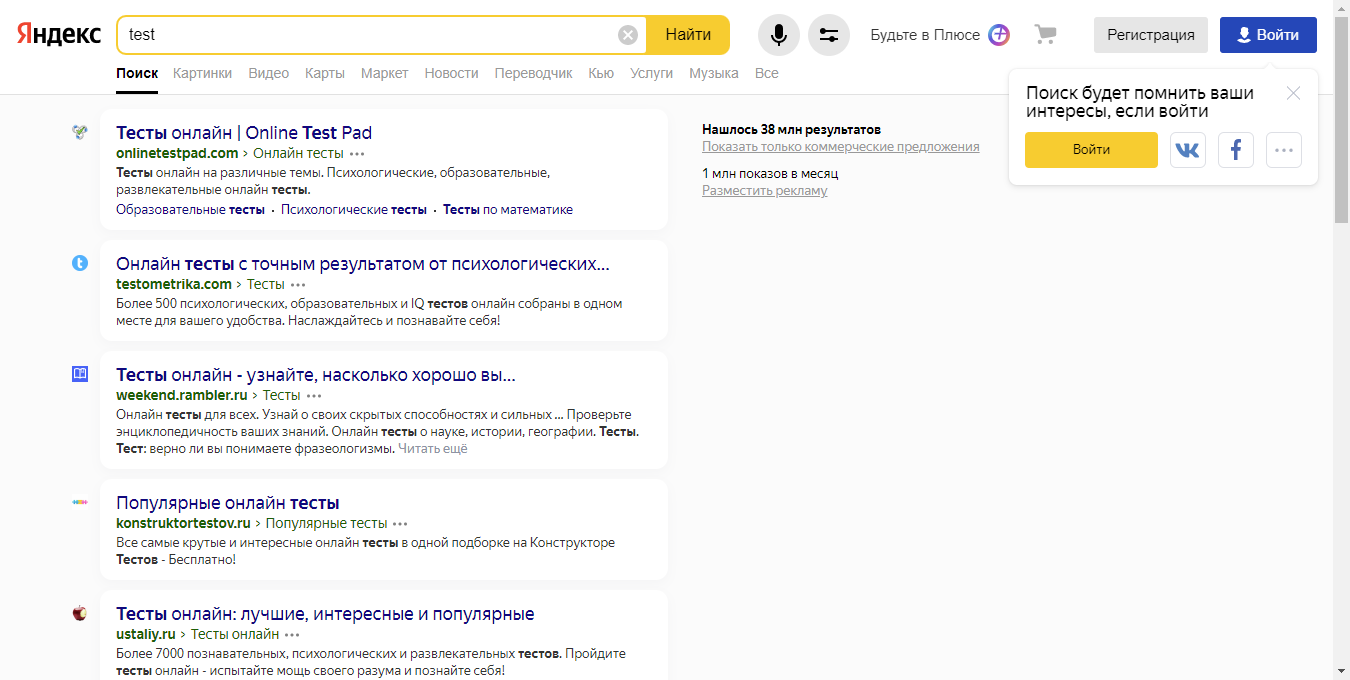 Яндекс
test
Найти
Будьте в Плюсе
Регистрация
Войти
Поиск Картинки Видео Карты Маркет Новости Переводчик Кью Услуги Музыка Все
Поиск будет помнить ваши
интересы, если войти
Войти
Тесты онлайн | Online Test Pad
onlinetestpad.com › Онлайн тесты
Тесты онлайн на различные темы. Психологические, образовательные,
развлекательные онлайн тесты.
Образовательные тесты · Психологические тесты · Тесты по математике
Нашлось 38 млн результатов
Показать только коммерческие предложения
1 млн показов в месяц
Разместить рекламу
Онлайн тесты с точным результатом от психологических...
testometrika.com › Тесты
Более 500 психологических, образовательных и IQ тестов онлайн собраны в одном
месте для вашего удобства. Наслаждайтесь и познавайте себя!
Тесты онлайн - узнайте, насколько хорошо вы...
weekend.rambler.ru › Тесты
Онлайн тесты для всех. Узнай о своих скрытых способностях и сильных ... Проверьте
энциклопедичность ваших знаний. Онлайн тесты о науке, истории, географии. Тесты.
Тест: верно ли вы понимаете фразеологизмы. Читать ещё
Популярные онлайн тесты
konstruktortestov.ru › Популярные тесты
Все самые крутые и интересные онлайн тесты в одной подборке на Конструкторе
Тестов - Бесплатно!
Тесты онлайн: лучшие, интересные и популярные
ustaliy.ru › Тесты онлайн
Более 7000 познавательных, психологических и развлекательных тестов. Пройдите
тесты онлайн - испытайте мощь своего разума и познайте себя!